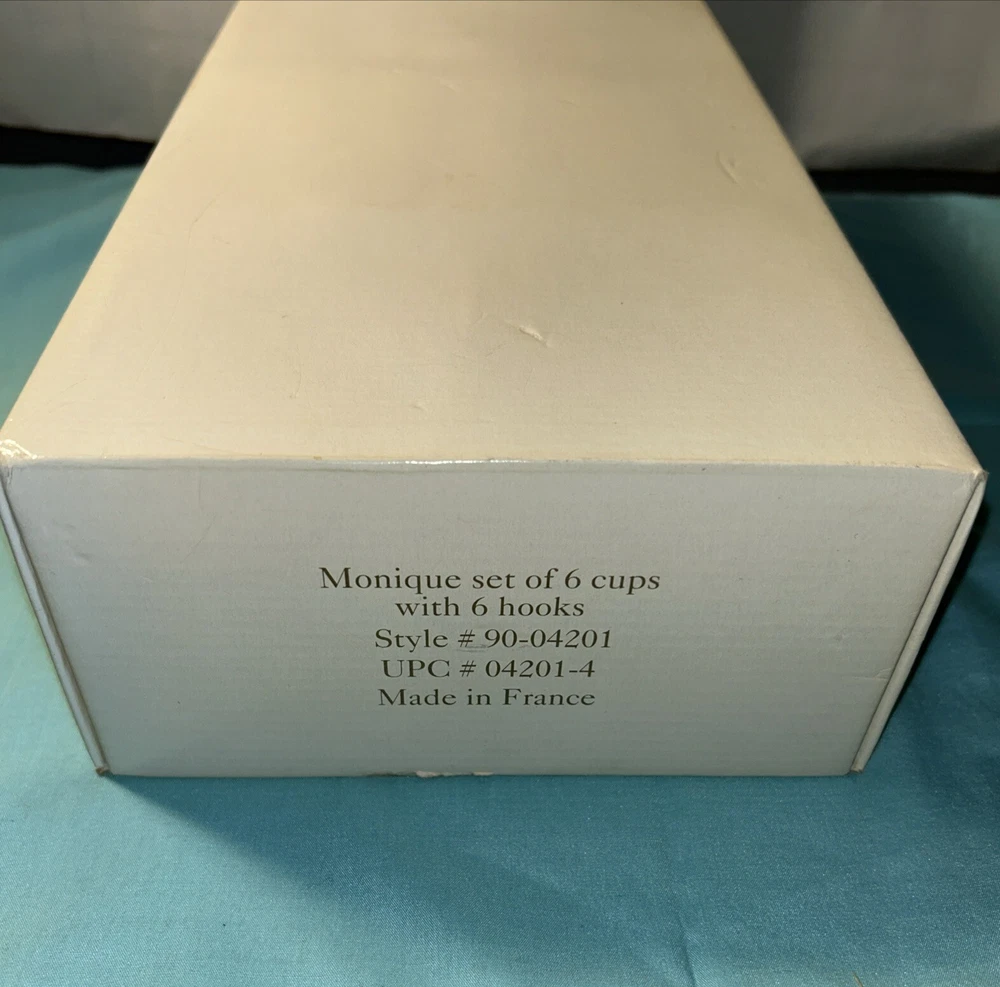 Monique set of 6 cups
with 6 hooks
Style # 90-04201
UPC # 04201-4
Made in France